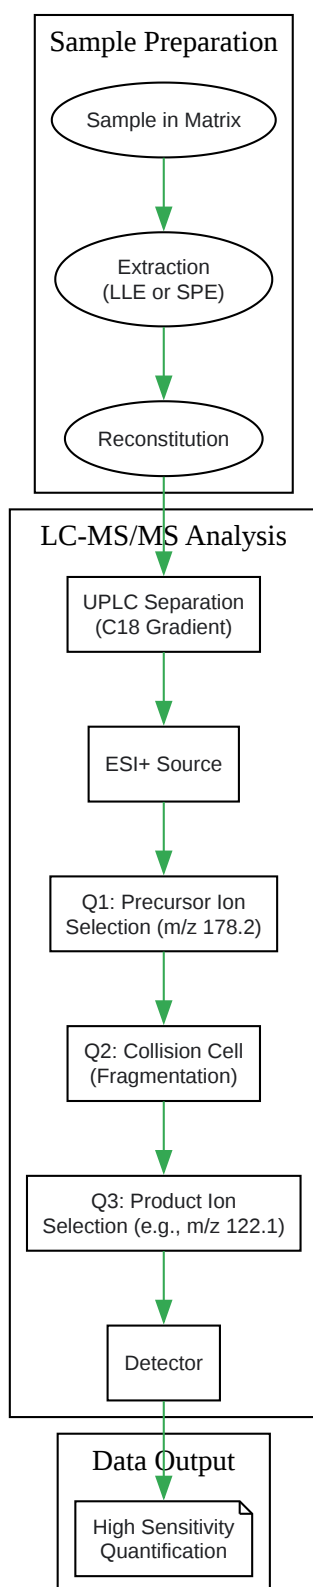 Sample Preparation
Sample in Matrix
Extraction
(LLE or SPE)
Reconstitution
LC-MS/MS Analysis
UPLC Separation
(C18 Gradient)
ESI+ Source
Q1: Precursor Ion
Selection (m/z 178.2)
Q2: Collision Cell
(Fragmentation)
Q3: Product Ion
Selection (e.g., m/z 122.1)
Detector
Data Output
High Sensitivity
Quantification